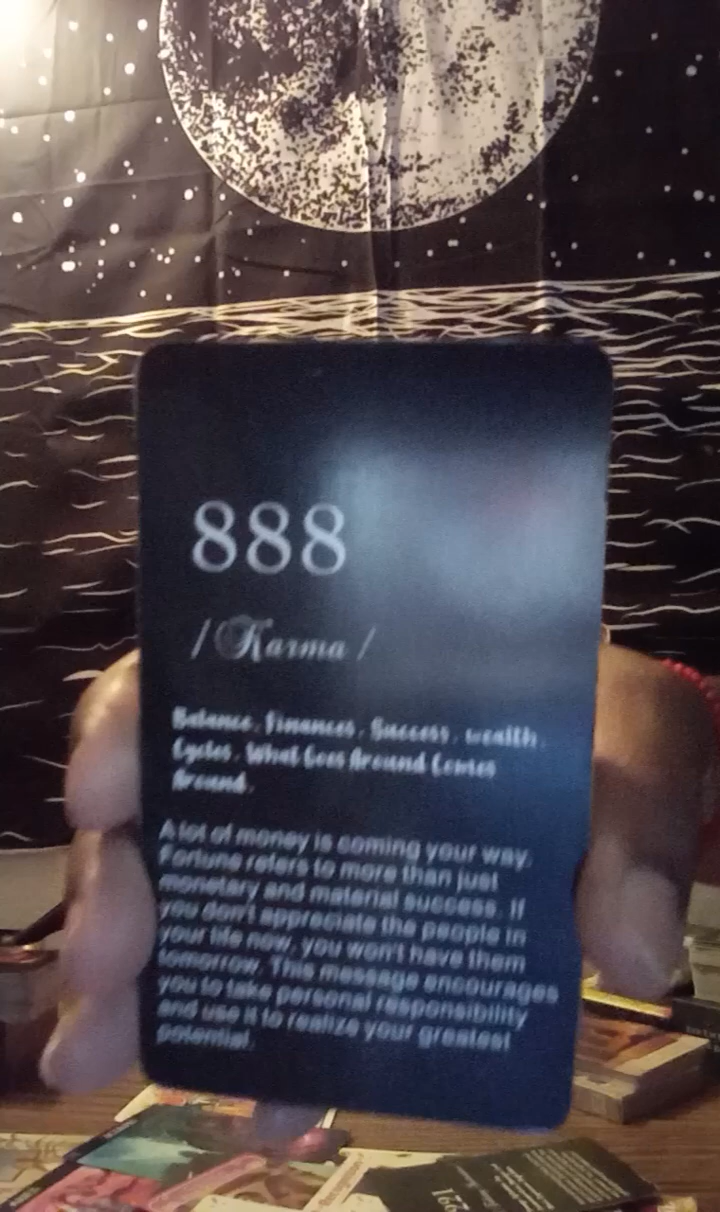 888
/ Karma /
Balance. Finances. Success. wealth.
Cycles. What Goes Around Comes
Around.
A lot of money is coming your way.
Fortune refers to more than just
monetary and material success. If
you don't appreciate the people in
your life now, you won't have them
tomorrow. This message encourages
you to take personal responsibility
and use it to realize your greatest
potential.